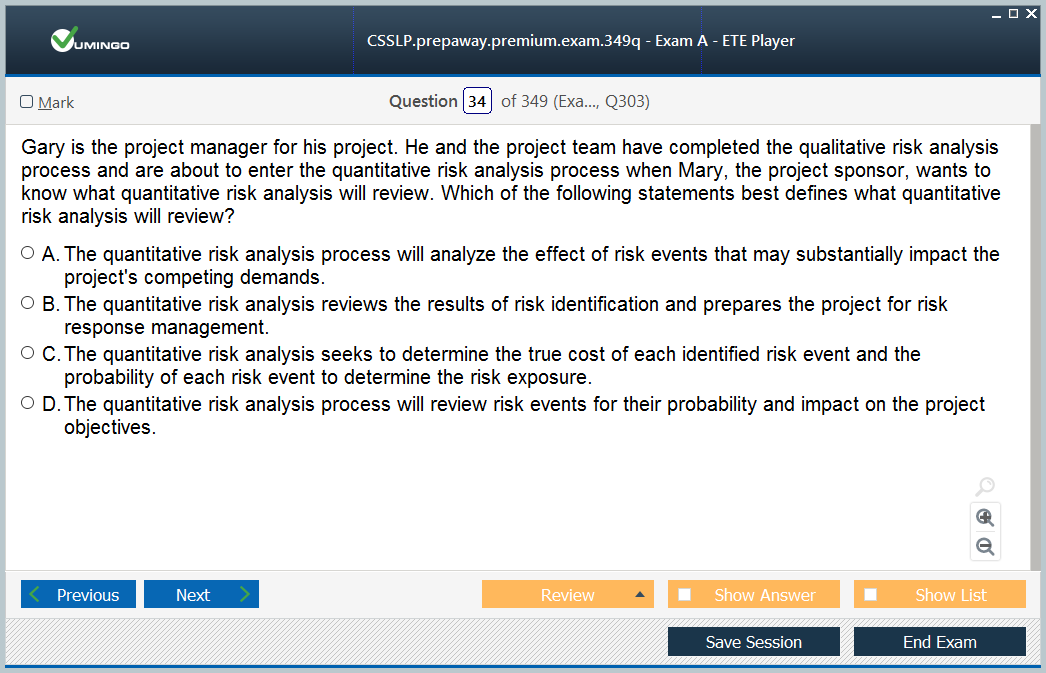 VUMINGO
CSSLP.prepaway.premium.exam.349q - Exam A - ETE Player
Mark
Question 34 of 349 (Exa..., Q303)
Gary is the project manager for his project. He and the project team have completed the qualitative risk analysis
process and are about to enter the quantitative risk analysis process when Mary, the project sponsor, wants to
know what quantitative risk analysis will review. Which of the following statements best defines what quantitative
risk analysis will review?
A. The quantitative risk analysis process will analyze the effect of risk events that may substantially impact the
project's competing demands.
B. The quantitative risk analysis reviews the results of risk identification and prepares the project for risk
response management.
C. The quantitative risk analysis seeks to determine the true cost of each identified risk event and the
probability of each risk event to determine the risk exposure.
D. The quantitative risk analysis process will review risk events for their probability and impact on the project
objectives.
Previous Next Review Show Answer Show List
Save Session End Exam